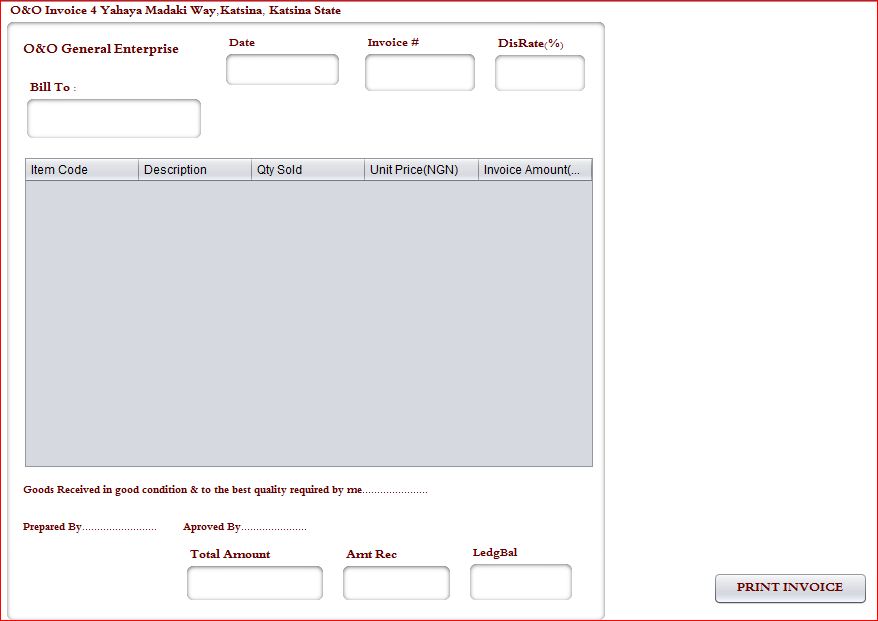 O&O Invoice 4 Yahaya Madaki Way,Katsina, Katsina State
O&O General Enterprise
Date
Invoice #
DisRate(%)
Bill To :
Item Code Description Qty Sold Unit Price(NGN) Invoice Amount(...
Goods Received in good condition & to the best quality required by me......................
Prepared By......................... Aproved By......................
Total Amount Amt Rec LedgBal
PRINT INVOICE